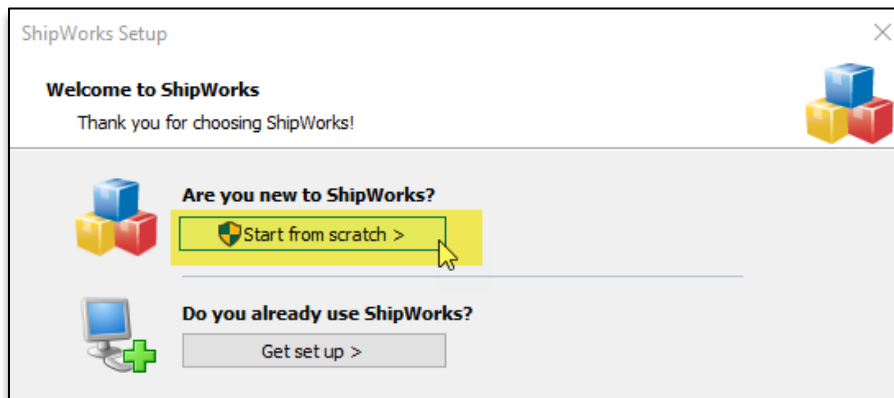 ShipWorks Setup
Welcome to ShipWorks
Thank you for choosing ShipWorks!
Are you new to ShipWorks?
Start from scratch >
Do you already use ShipWorks?
Get set up >